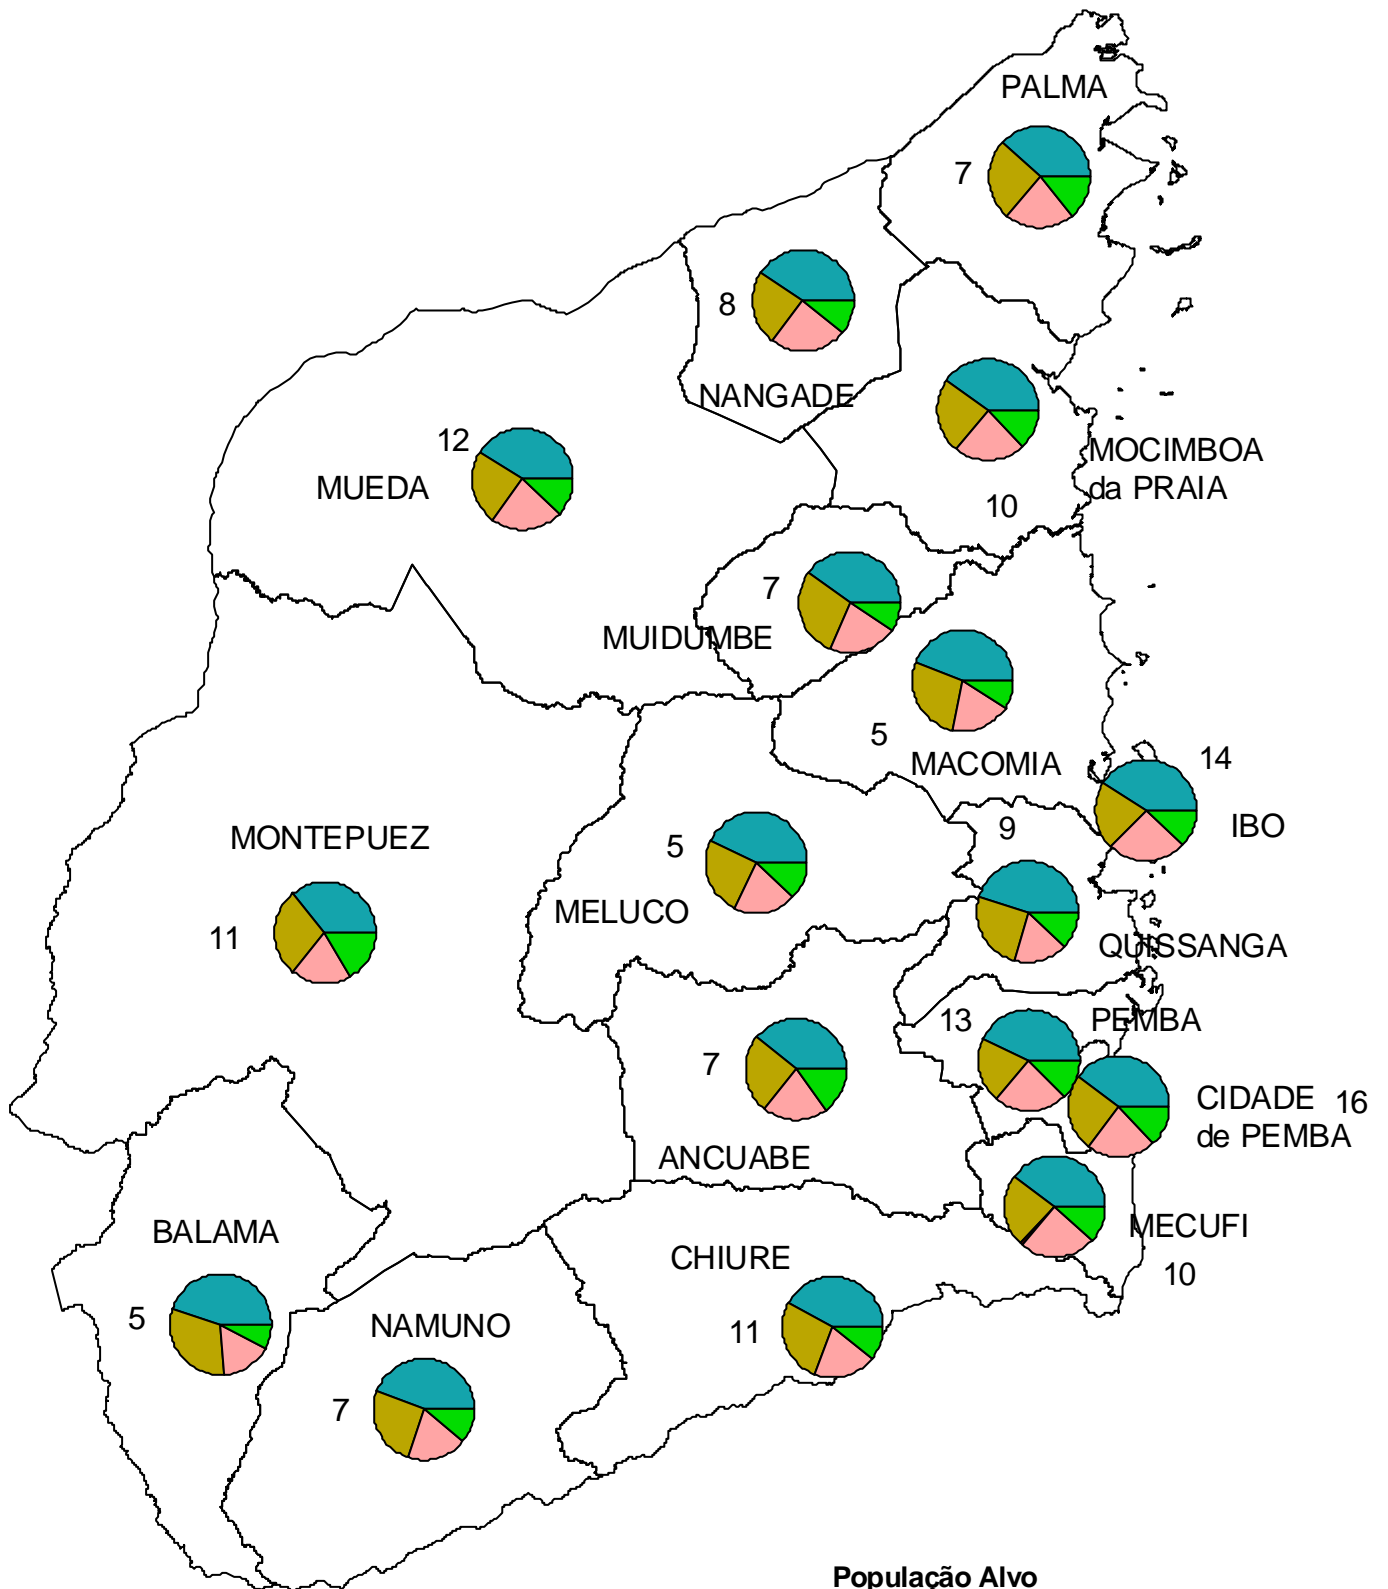 PALMA
7
8
NANGADE
12
MUEDA
MOCIMBOA
da PRAIA
10
7
MUIDUMBE
5
MACOMIA
14
IBO
9
MONTEPUEZ
11
5
MELUCO
QUISSANGA
13
PEMBA
7
ANCUABE
CIDADE 16
de PEMBA
MECUFI
10
BALAMA
5
NAMUNO
7
CHIURE
11
População Alvo